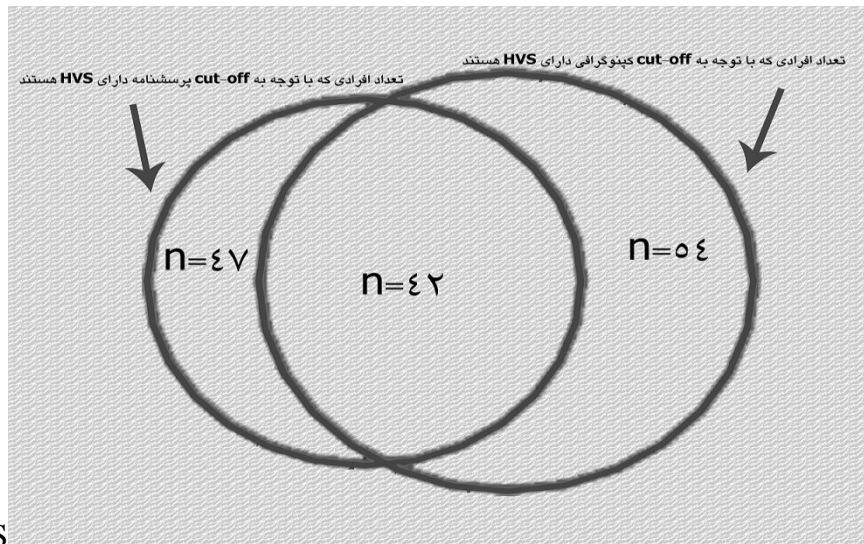 تعداد افرادی که با توجه به cut-off کپنوگرافی دارای HVS هستند
تعداد افرادی که با توجه به cut-off پرسشنامه دارای HVS هستند
n=٥٤
n=٤٢
n=٤٧
S